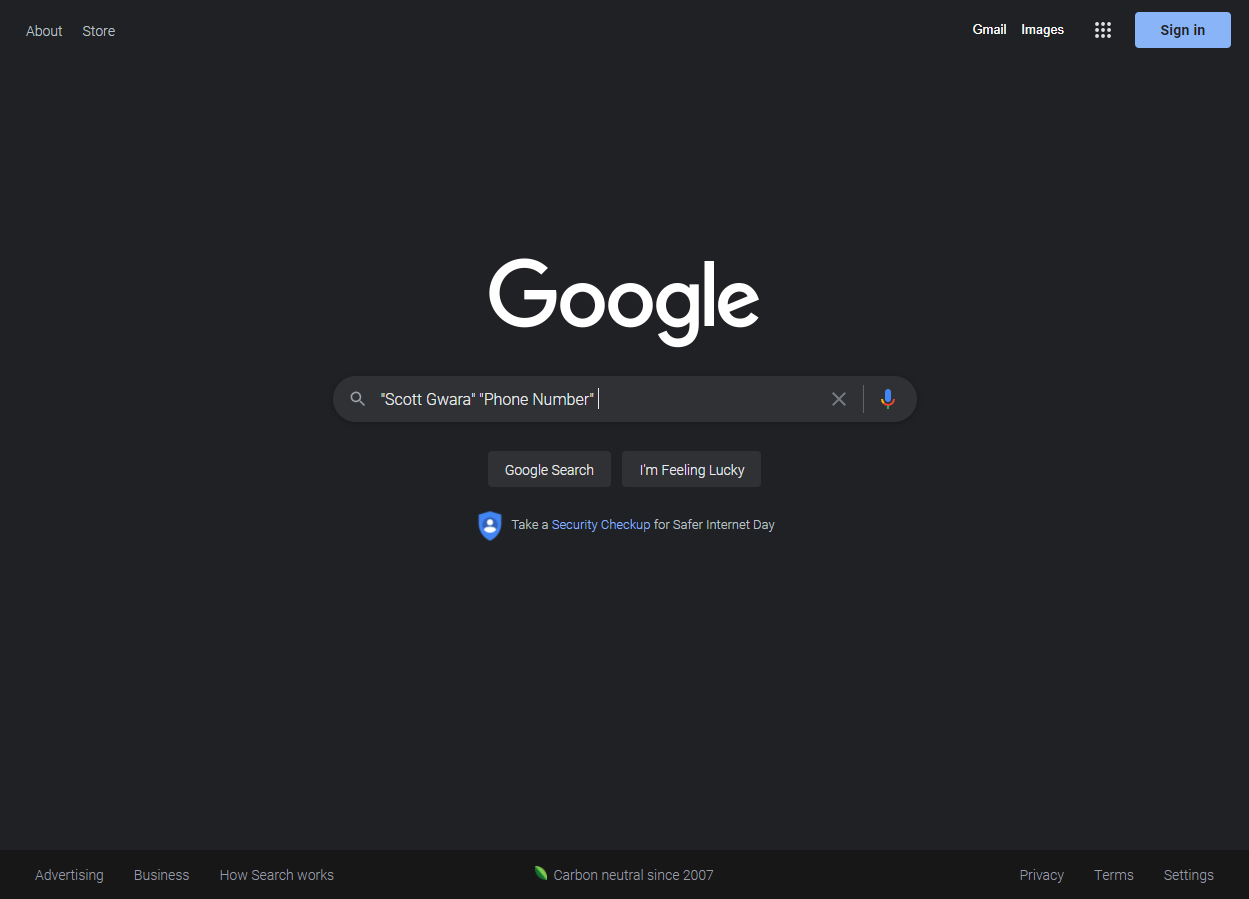 About Store Gmail Images Sign in
Google
"Scott Gwara" "Phone Number"
Google Search I'm Feeling Lucky
Take a Security Checkup for Safer Internet Day
Advertising Business How Search works Carbon neutral since 2007 Privacy Terms Settings